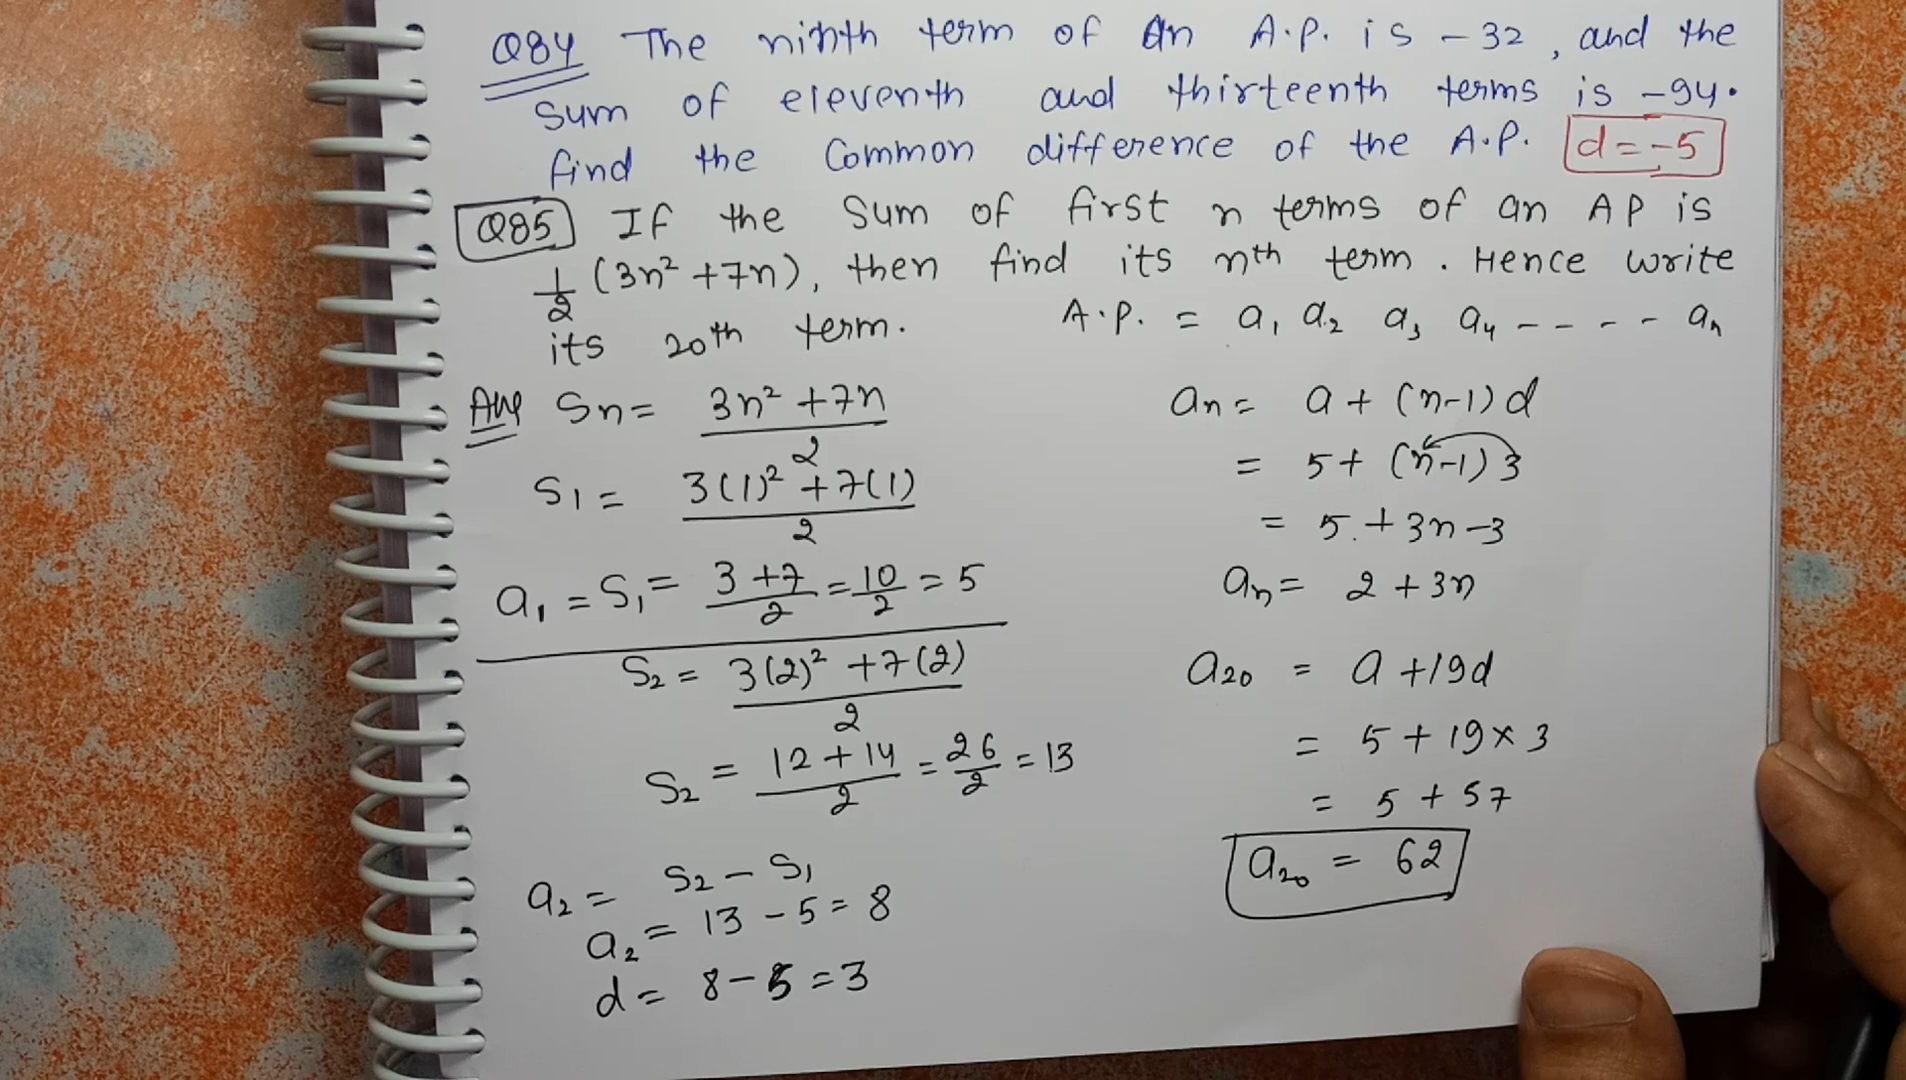 Q84 The ninth term of an A.P. is -32, and the
sum of eleventh and thirteenth terms is -94.
find the Common difference of the A.P. d = -5
Q85 If the sum of first n terms of an AP is
1/2 (3n² + 7n), then find its nth term. Hence write
its 20th term. A.P. = a₁ a₂ a₃ a₄ - - - - aₙ
Ans Sn = (3n² + 7n)/2
S1 = (3(1)² + 7(1))/2
a₁ = S₁ = (3 + 7)/2 = 10/2 = 5
S₂ = (3(2)² + 7(2))/2
S₂ = (12 + 14)/2 = 26/2 = 13
a₂ = S₂ - S₁
a₂ = 13 - 5 = 8
d = 8 - 5 = 3
an = a + (n-1) d
= 5 + (n-1) 3
= 5 + 3n - 3
an = 2 + 3n
a20 = a + 19d
= 5 + 19 × 3
= 5 + 57
a₂₀ = 62